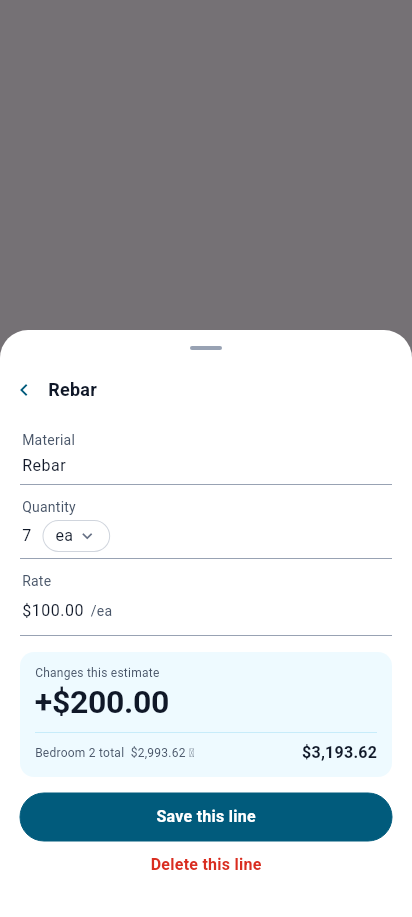 Rebar
Material
Rebar
Quantity
7 ea
Rate
$100.00 /ea
Changes this estimate
+$200.00
Bedroom 2 total $2,993.62 $3,193.62
Save this line
Delete this line